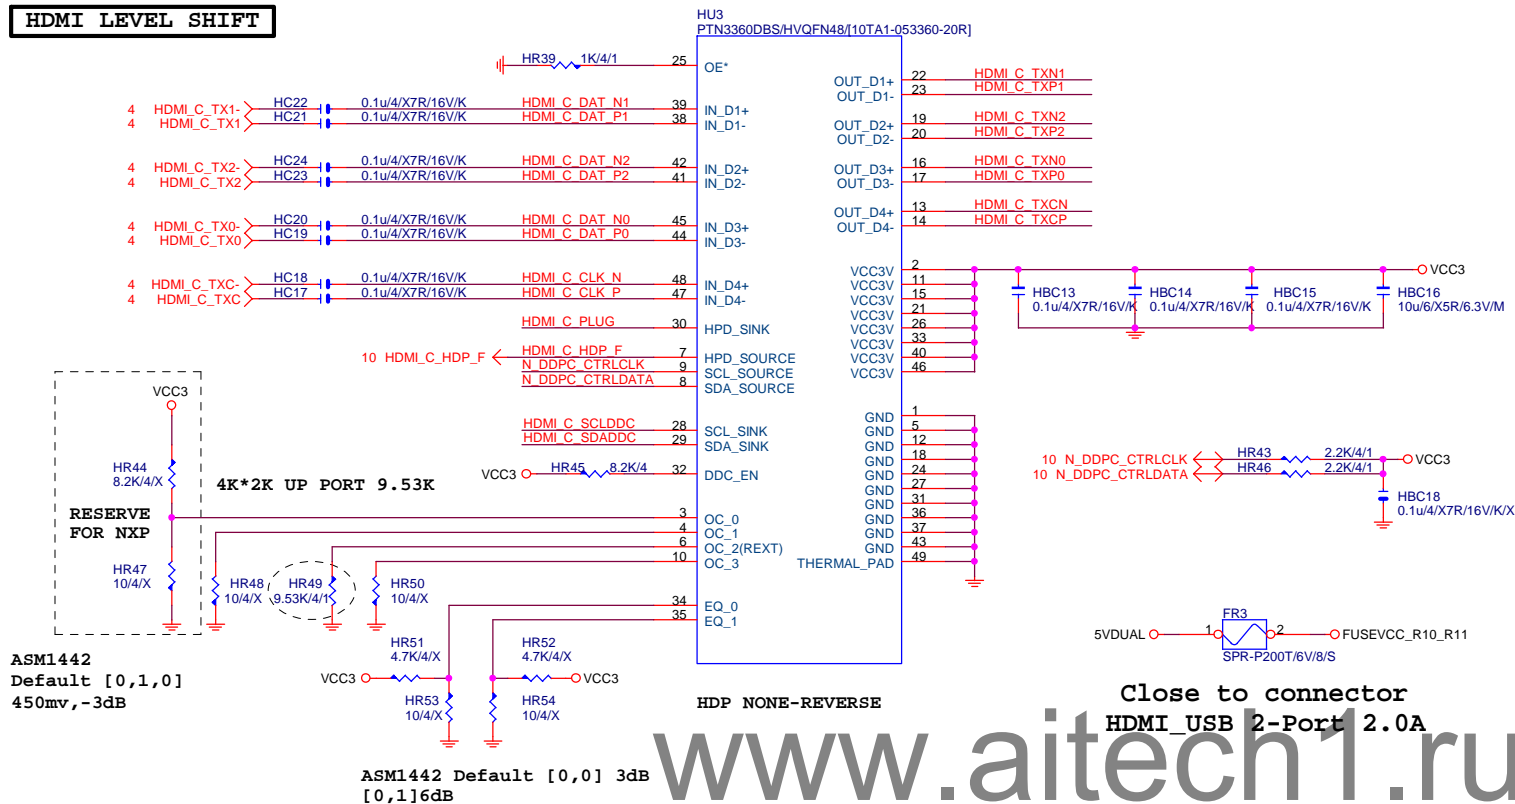 HDMI LEVEL SHIFT
HU3
PTN3360DBS/HVQFN48/[10TA1-053360-20R]
HR39 1K/4/1 25 OE*
4 HDMI_C_TX1- HC22 0.1u/4/X7R/16V/K HDMI_C_DAT_N1 39 IN_D1+
4 HDMI_C_TX1 HC21 0.1u/4/X7R/16V/K HDMI_C_DAT_P1 38 IN_D1-
4 HDMI_C_TX2- HC24 0.1u/4/X7R/16V/K HDMI_C_DAT_N2 42 IN_D2+
4 HDMI_C_TX2 HC23 0.1u/4/X7R/16V/K HDMI_C_DAT_P2 41 IN_D2-
4 HDMI_C_TX0- HC20 0.1u/4/X7R/16V/K HDMI_C_DAT_N0 45 IN_D3+
4 HDMI_C_TX0 HC19 0.1u/4/X7R/16V/K HDMI_C_DAT_P0 44 IN_D3-
4 HDMI_C_TXC- HC18 0.1u/4/X7R/16V/K HDMI_C_CLK_N 48 IN_D4+
4 HDMI_C_TXC HC17 0.1u/4/X7R/16V/K HDMI_C_CLK_P 47 IN_D4-
HDMI_C_PLUG 30 HPD_SINK
10 HDMI_C_HDP_F HDMI_C_HDP_F 7 HPD_SOURCE
N_DDPC_CTRLCLK 9 SCL_SOURCE
N_DDPC_CTRLDATA 8 SDA_SOURCE
HDMI_C_SCLDDC 28 SCL_SINK
HDMI_C_SDADDC 29 SDA_SINK
VCC3 HR45 8.2K/4 32 DDC_EN
3 OC_0
4 OC_1
6 OC_2(REXT)
10 OC_3
34 EQ_0
35 EQ_1
OUT_D1+ 22 HDMI_C_TXN1
OUT_D1- 23 HDMI_C_TXP1
OUT_D2+ 19 HDMI_C_TXN2
OUT_D2- 20 HDMI_C_TXP2
OUT_D3+ 16 HDMI_C_TXN0
OUT_D3- 17 HDMI_C_TXP0
OUT_D4+ 13 HDMI_C_TXCN
OUT_D4- 14 HDMI_C_TXCP
VCC3V 2 VCC3
VCC3V 11
VCC3V 15
VCC3V 21
VCC3V 26
VCC3V 33
VCC3V 40
VCC3V 46
HBC13
0.1u/4/X7R/16V/K
HBC14
0.1u/4/X7R/16V/K
HBC15
0.1u/4/X7R/16V/K
HBC16
10u/6/X5R/6.3V/M
GND 1
GND 5
GND 12
GND 18
GND 24
GND 27
GND 31
GND 36
GND 37
GND 43
THERMAL_PAD 49
VCC3
HR44
8.2K/4/X
RESERVE
FOR NXP
HR47
10/4/X
4K*2K UP PORT 9.53K
HR48
10/4/X
HR49
9.53K/4/1
HR50
10/4/X
ASM1442
Default [0,1,0]
450mv,-3dB
HR51
4.7K/4/X
VCC3
HR53
10/4/X
HR52
4.7K/4/X
VCC3
HR54
10/4/X
ASM1442 Default [0,0] 3dB
[0,1]6dB
HDP NONE-REVERSE
10 N_DDPC_CTRLCLK HR43 2.2K/4/1 VCC3
10 N_DDPC_CTRLDATA HR46 2.2K/4/1
HBC18
0.1u/4/X7R/16V/K/X
FR3
5VDUAL 1 2 FUSEVCC_R10_R11
SPR-P200T/6V/8/S
Close to connector
HDMI_USB 2-Port 2.0A
www.aitech1.ru